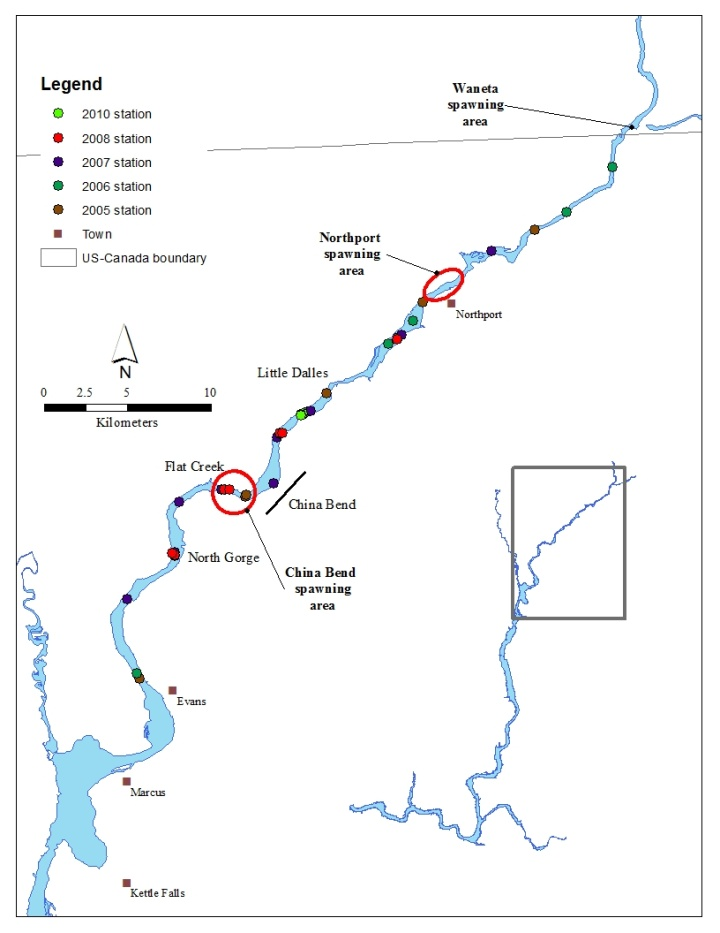 Legend
2010 station
2008 station
2007 station
2006 station
2005 station
Town
US-Canada boundary
Waneta
spawning
area
Northport
spawning
area
Northport
N
0 2.5 5 10
Kilometers
Little Dalles
Flat Creek
China Bend
North Gorge
China Bend
spawning
area
Evans
Marcus
Kettle Falls